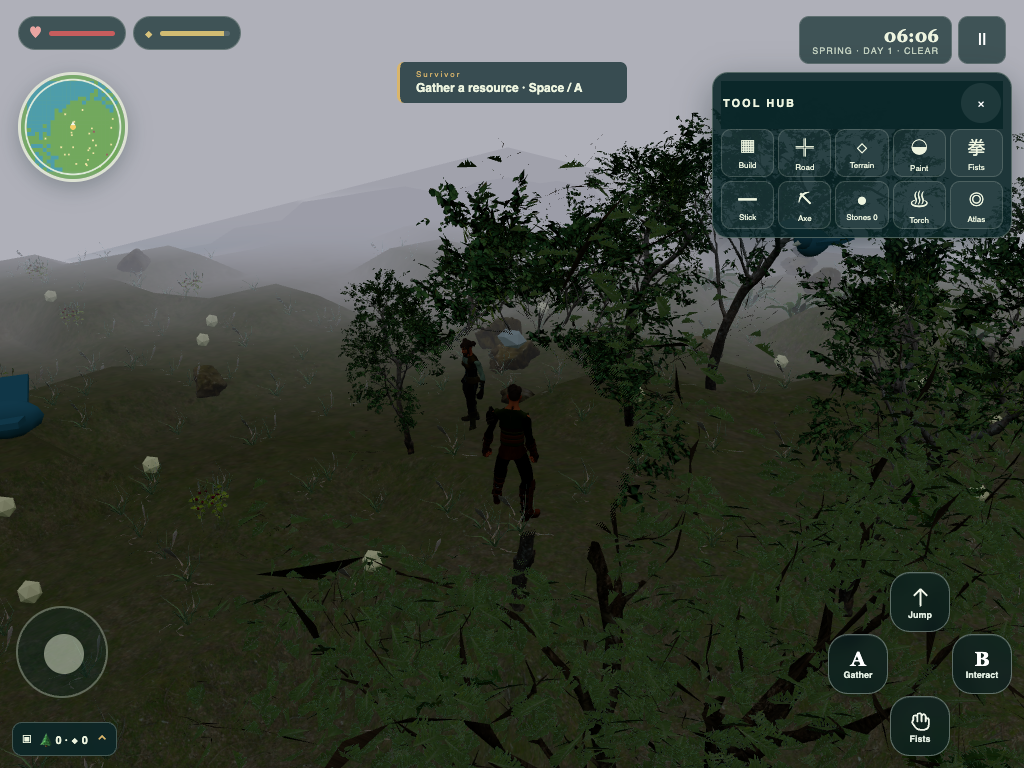 06:06
SPRING · DAY 1 · CLEAR
Survivor
Gather a resource · Space / A
TOOL HUB
×
Build
Road
Terrain
Paint
拳
Fists
Stick
Axe
Stones 0
Torch
Atlas
Jump
A
Gather
B
Interact
Fists
0 · ◆ 0